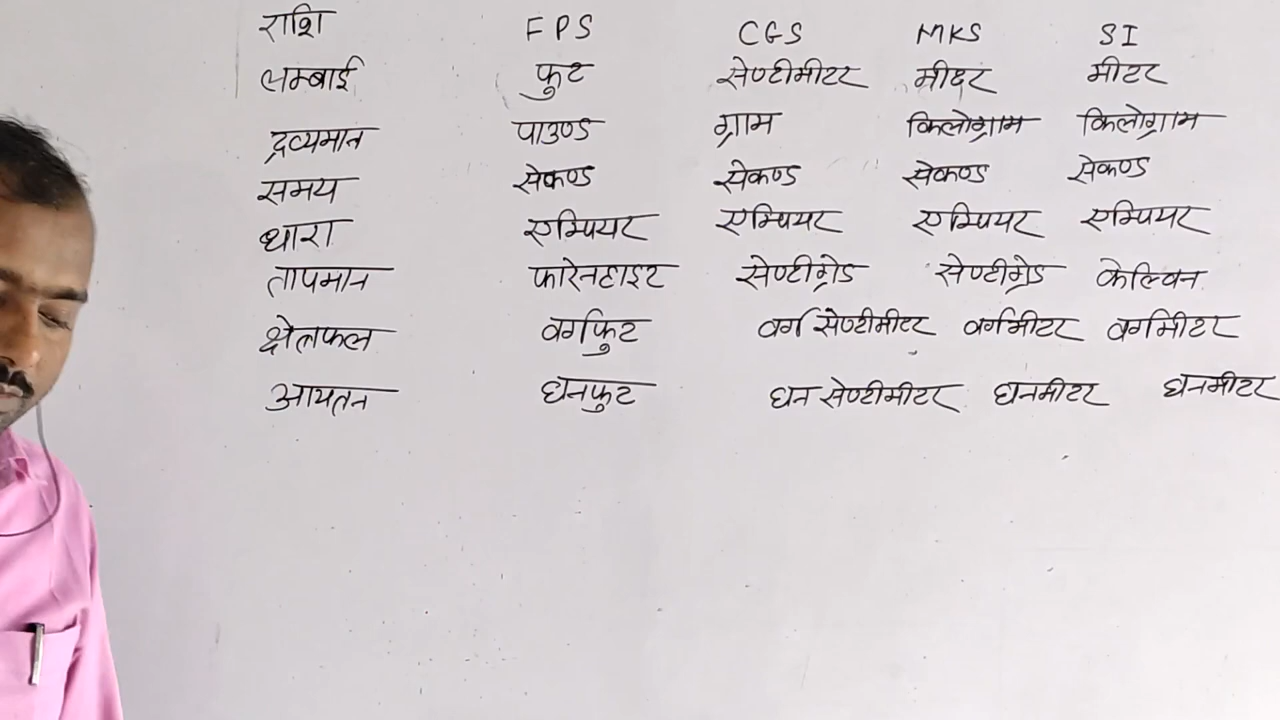 राशि FPS CGS MKS SI
लम्बाई फुट सेण्टीमीटर मीटर मीटर
द्रव्यमान पाउण्ड ग्राम किलोग्राम किलोग्राम
समय सेकण्ड सेकण्ड सेकण्ड सेकण्ड
धारा एम्पियर एम्पियर एम्पियर एम्पियर
तापमान फारेनहाइट सेण्टीग्रेड सेण्टीग्रेड केल्विन
क्षेत्रफल वर्गफुट वर्ग सेण्टीमीटर वर्गमीटर वर्गमीटर
आयतन घनफुट घन सेण्टीमीटर घनमीटर घनमीटर